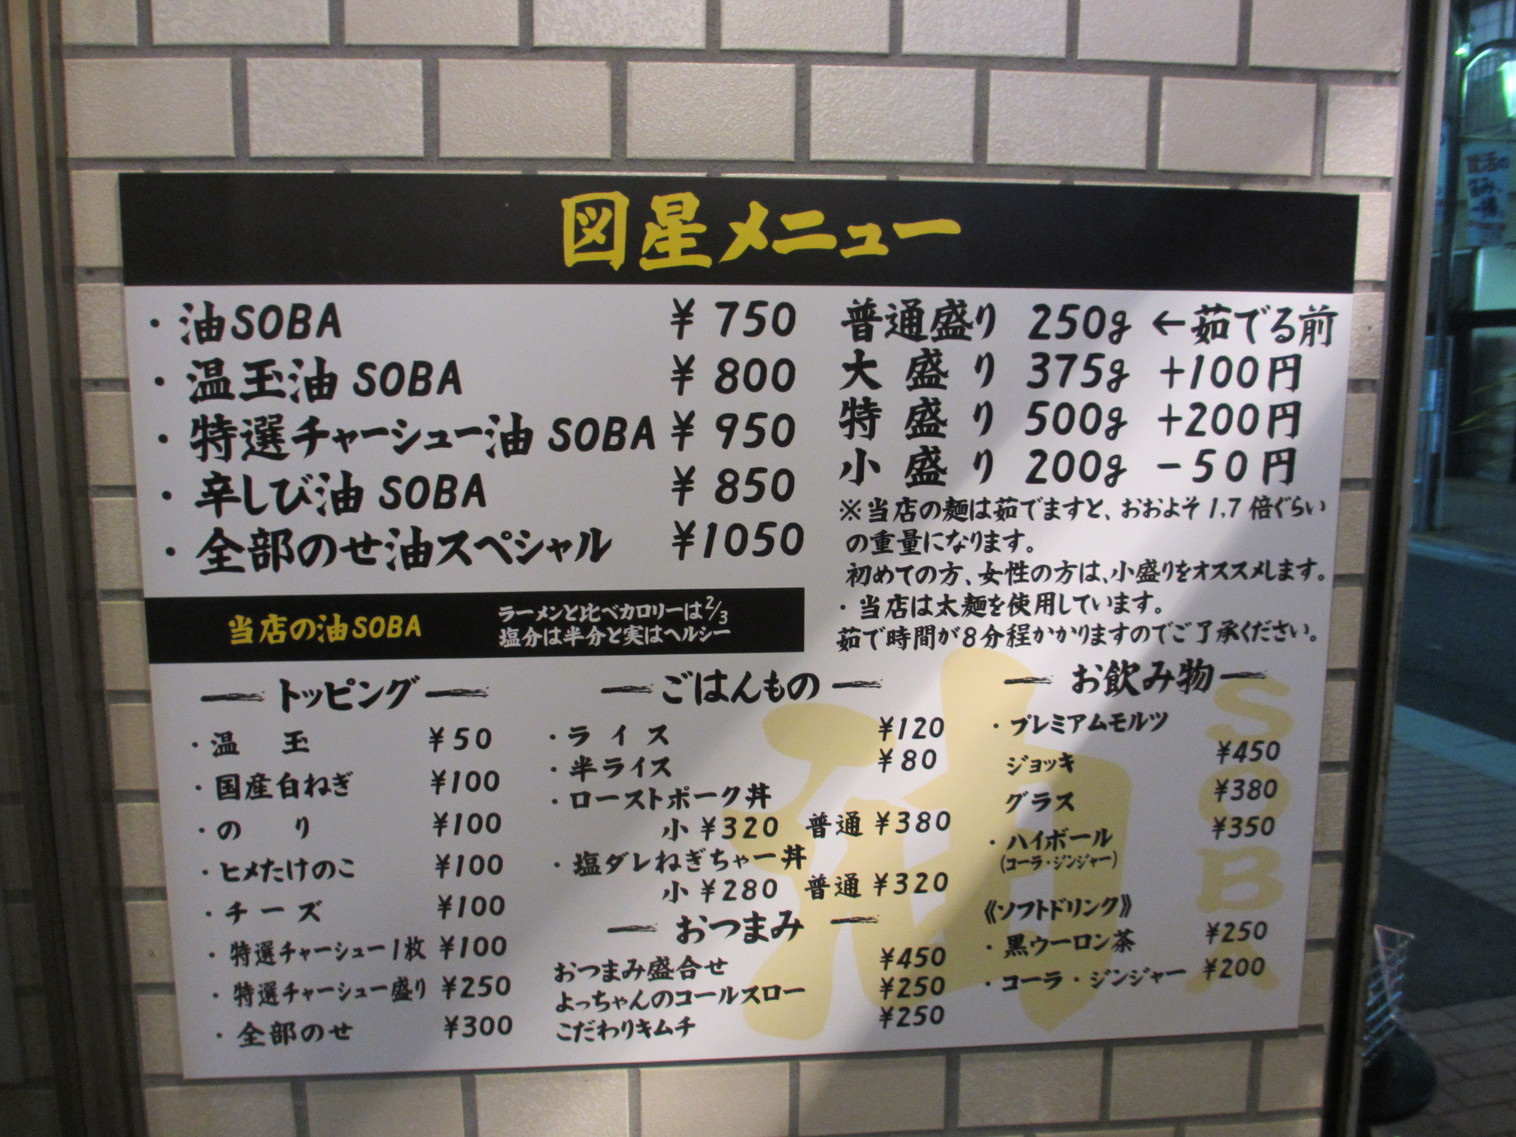 図星メニュー
・油SOBA ¥750
・温玉油SOBA ¥800
・特選チャーシュー油SOBA ¥950
・辛しび油SOBA ¥850
・全部のせ油スペシャル ¥1050
普通盛り 250g ←茹でる前
大盛り 375g +100円
特盛り 500g +200円
小盛り 200g -50円
※当店の麺は茹でますと、おおよそ1.7倍ぐらい
の重量になります。
初めての方、女性の方は、小盛りをオススメします。
・当店は太麺を使用しています。
茹で時間が8分程かかりますのでご了承ください。
当店の油SOBA
ラーメンと比べカロリーは2/3
塩分は半分と実はヘルシー
トッピング
・温玉 ¥50
・国産白ねぎ ¥100
・のり ¥100
・ヒメたけのこ ¥100
・チーズ ¥100
・特選チャーシュー1枚 ¥100
・特選チャーシュー盛り ¥250
・全部のせ ¥300
ごはんもの
・ライス ¥120
・半ライス ¥80
・ローストポーク丼
小 ¥320 普通 ¥380
・塩ダレねぎちゃー丼
小 ¥280 普通 ¥320
おつまみ
おつまみ盛合せ ¥450
よっちゃんのコールスロー ¥250
こだわりキムチ ¥250
お飲み物
・プレミアムモルツ
ジョッキ ¥450
グラス ¥380
・ハイボール ¥350
(コーラ・ジンジャー)
《ソフトドリンク》
・黒ウーロン茶 ¥250
・コーラ・ジンジャー ¥200
油
SOBA